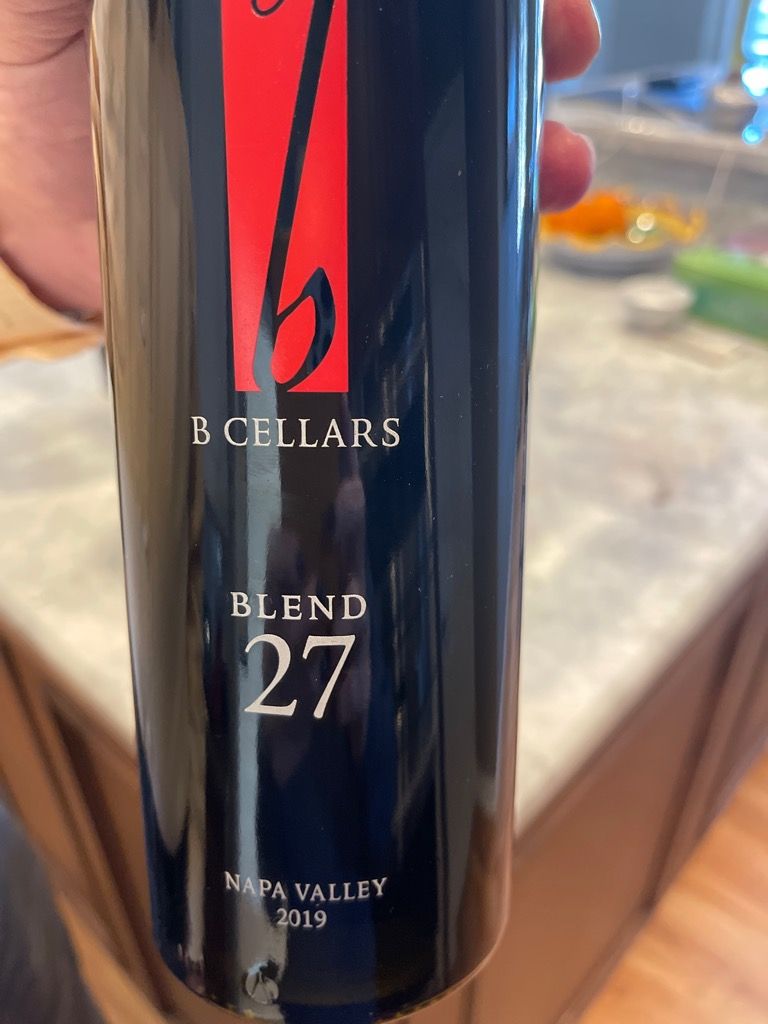 b
B CELLARS
BLEND
27
NAPA VALLEY
2019